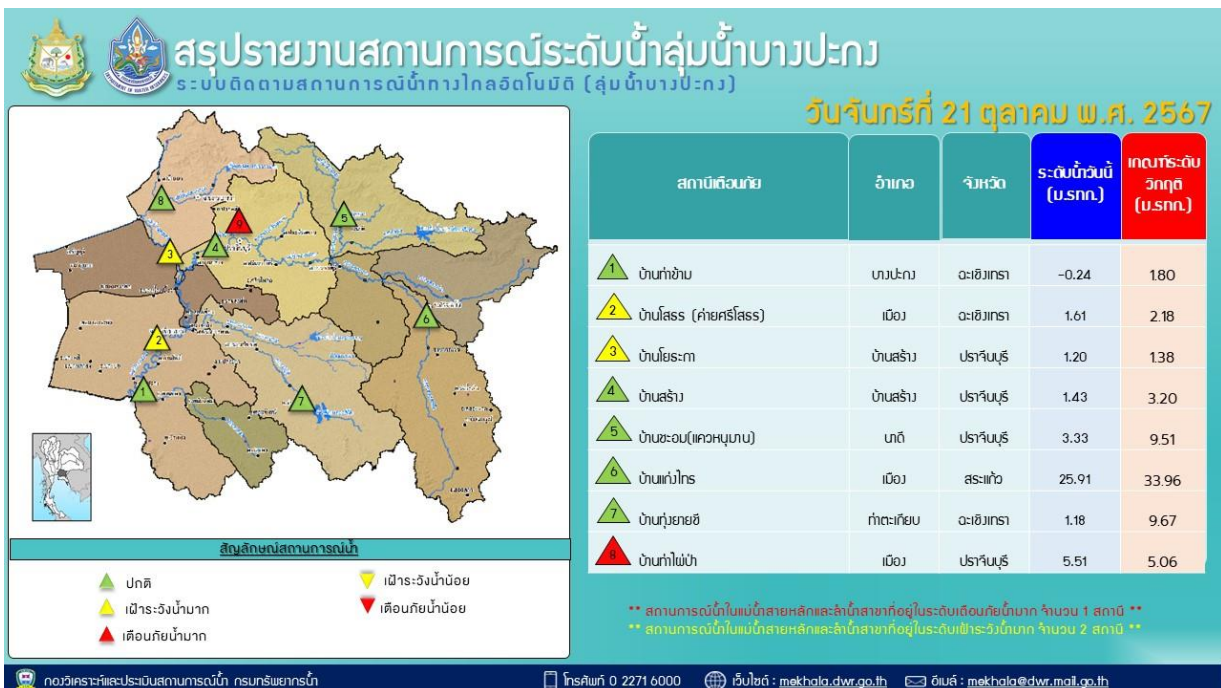 สรุปรายงานสถานการณ์ระดับน้ำลุ่มน้ำบางปะกง
ระบบติดตามสถานการณ์น้ำทางไกลอัตโนมัติ (ลุ่มน้ำบางปะกง)
วันจันทร์ที่ 21 ตุลาคม พ.ศ. 2567
8
9
5
3
4
6
2
1
7
สัญลักษณ์สถานการณ์น้ำ
ปกติ
เฝ้าระวังน้ำน้อย
เฝ้าระวังน้ำมาก
เตือนภัยน้ำน้อย
เตือนภัยน้ำมาก
สถานีเตือนภัย อำเภอ จังหวัด ระดับน้ำวันนี้ (ม.รทก.) เกณฑ์ระดับวิกฤติ (ม.รทก.)
1 บ้านท่าข้าม บางปะกง ฉะเชิงเทรา -0.24 1.80
2 บ้านโสธร (ค่ายศรีโสธร) เมือง ฉะเชิงเทรา 1.61 2.18
3 บ้านโยธะกา บ้านสร้าง ปราจีนบุรี 1.20 1.38
4 บ้านสร้าง บ้านสร้าง ปราจีนบุรี 1.43 3.20
5 บ้านชะอม(แควหนุมาน) นาดี ปราจีนบุรี 3.33 9.51
6 บ้านแก่งไทร เมือง สระแก้ว 25.91 33.96
7 บ้านทุ่งยายชี ท่าตะเกียบ ฉะเชิงเทรา 1.18 9.67
8 บ้านท่าไผ่ป่า เมือง ปราจีนบุรี 5.51 5.06
** สถานการณ์น้ำในแม่น้ำสายหลักและลำน้ำสาขาที่อยู่ในระดับเตือนภัยน้ำมาก จำนวน 1 สถานี **
** สถานการณ์น้ำในแม่น้ำสายหลักและลำน้ำสาขาที่อยู่ในระดับเฝ้าระวังน้ำมาก จำนวน 2 สถานี **
กองวิเคราะห์และประเมินสถานการณ์น้ำ กรมทรัพยากรน้ำ โทรศัพท์ 0 2271 6000 เว็บไซต์ : mekhala.dwr.go.th อีเมล์ : mekhala@dwr.mail.go.th